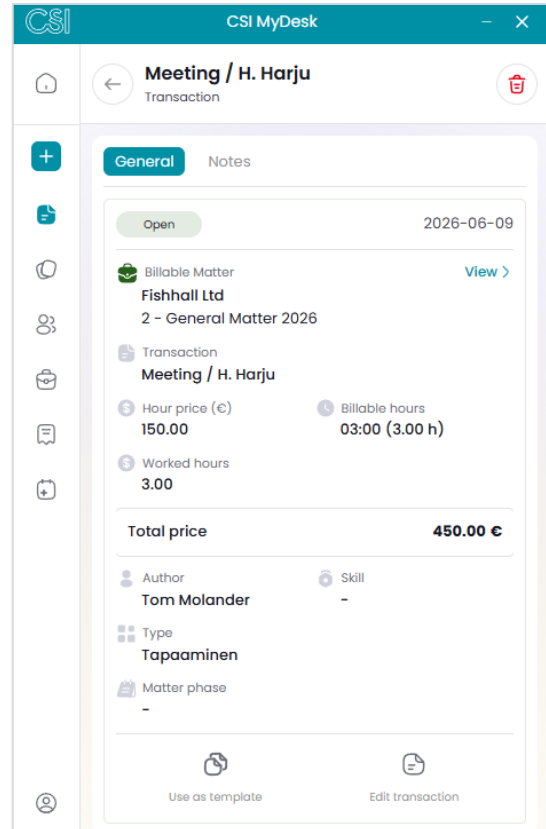 CSI
CSI MyDesk
Meeting / H. Harju
Transaction
General
Notes
Open
2026-06-09
Billable Matter
View
Fishhall Ltd
2 - General Matter 2026
Transaction
Meeting / H. Harju
Hour price (€)
Billable hours
150.00
03:00 (3.00 h)
Worked hours
3.00
Total price
450.00 €
Author
Skill
Tom Molander
-
Type
Tapaaminen
Matter phase
-
Use as template
Edit transaction